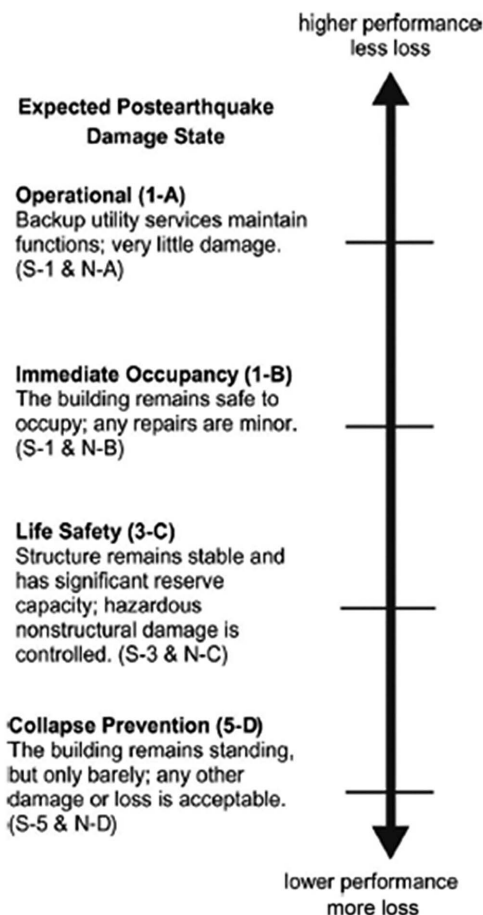 higher performance
less loss
Expected Postearthquake
Damage State
Operational (1-A)
Backup utility services maintain
functions; very little damage.
(S-1 & N-A)
Immediate Occupancy (1-B)
The building remains safe to
occupy; any repairs are minor.
(S-1 & N-B)
Life Safety (3-C)
Structure remains stable and
has significant reserve
capacity; hazardous
nonstructural damage is
controlled. (S-3 & N-C)
Collapse Prevention (5-D)
The building remains standing,
but only barely; any other
damage or loss is acceptable.
(S-5 & N-D)
lower performance
more loss